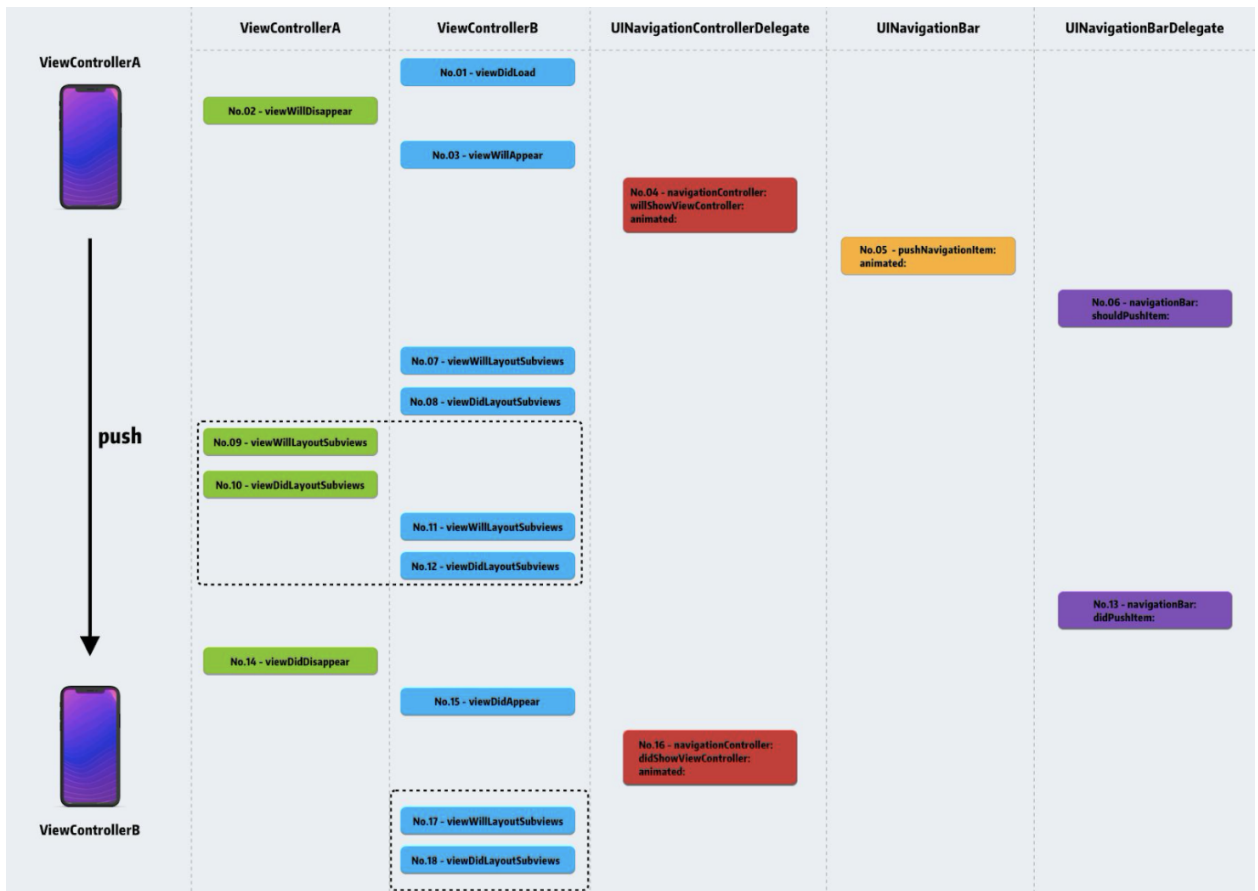 ViewControllerA
ViewControllerB
UINavigationControllerDelegate
UINavigationBar
UINavigationBarDelegate
ViewControllerA
No.01 - viewDidLoad
No.02 - viewWillDisappear
No.03 - viewWillAppear
No.04 - navigationController:
willShowViewController:
animated:
No.05 - pushNavigationItem:
animated:
No.06 - navigationBar:
shouldPushItem:
No.07 - viewWillLayoutSubviews
No.08 - viewDidLayoutSubviews
push
No.09 - viewWillLayoutSubviews
No.10 - viewDidLayoutSubviews
No.11 - viewWillLayoutSubviews
No.12 - viewDidLayoutSubviews
No.13 - navigationBar:
didPushItem:
No.14 - viewDidDisappear
No.15 - viewDidAppear
No.16 - navigationController:
didShowViewController:
animated:
No.17 - viewWillLayoutSubviews
ViewControllerB
No.18 - viewDidLayoutSubviews